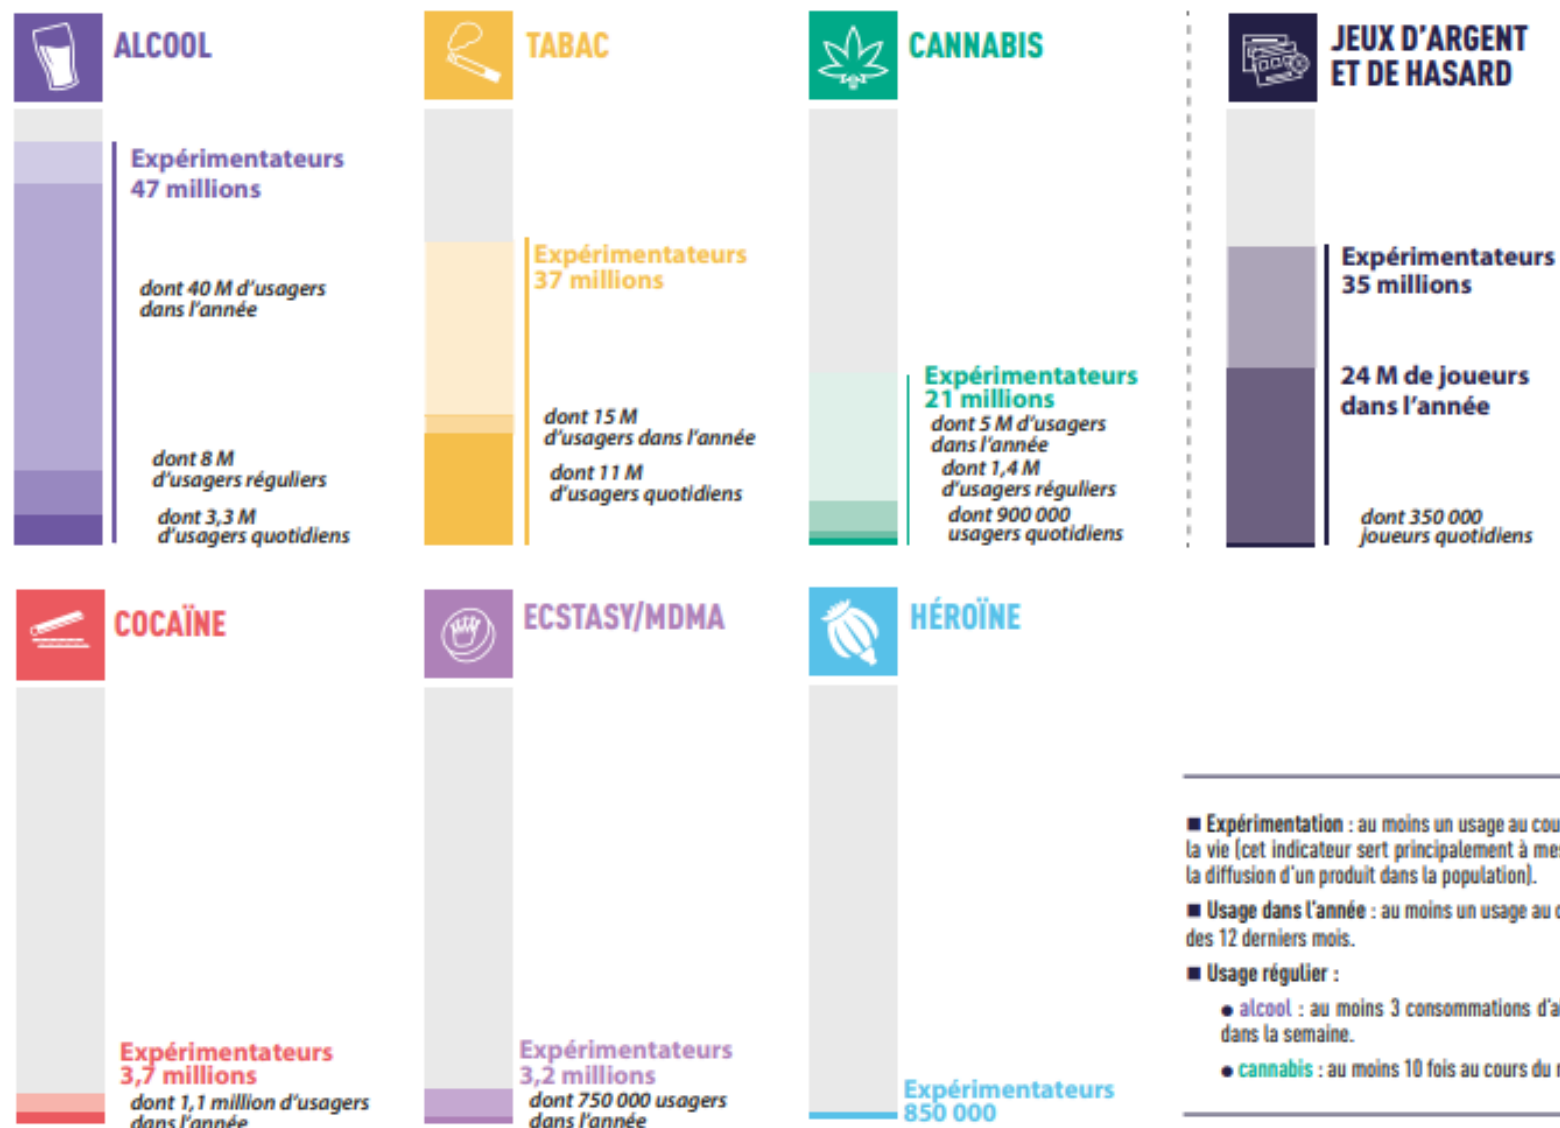 ALCOOL
Expérimentateurs
47 millions
dont 40 M d'usagers
dans l'année
dont 8 M
d'usagers réguliers
dont 3,3 M
d'usagers quotidiens
TABAC
Expérimentateurs
37 millions
dont 15 M
d'usagers dans l'année
dont 11 M
d'usagers quotidiens
CANNABIS
Expérimentateurs
21 millions
dont 5 M d'usagers
dans l'année
dont 1,4 M
d'usagers réguliers
dont 900 000
usagers quotidiens
JEUX D'ARGENT
ET DE HASARD
Expérimentateurs
35 millions
24 M de joueurs
dans l'année
dont 350 000
joueurs quotidiens
COCAÏNE
Expérimentateurs
3,7 millions
dont 1,1 million d'usagers
dans l'année
ECSTASY/MDMA
Expérimentateurs
3,2 millions
dont 750 000 usagers
dans l'année
HÉROÏNE
Expérimentateurs
850 000
■ Expérimentation : au moins un usage au
la vie (cet indicateur sert principalement à
la diffusion d'un produit dans la population).
■ Usage dans l'année : au moins un usage au
des 12 derniers mois.
■ Usage régulier :
● alcool : au moins 3 consommations
dans la semaine.
● cannabis : au moins 10 fois au cours du